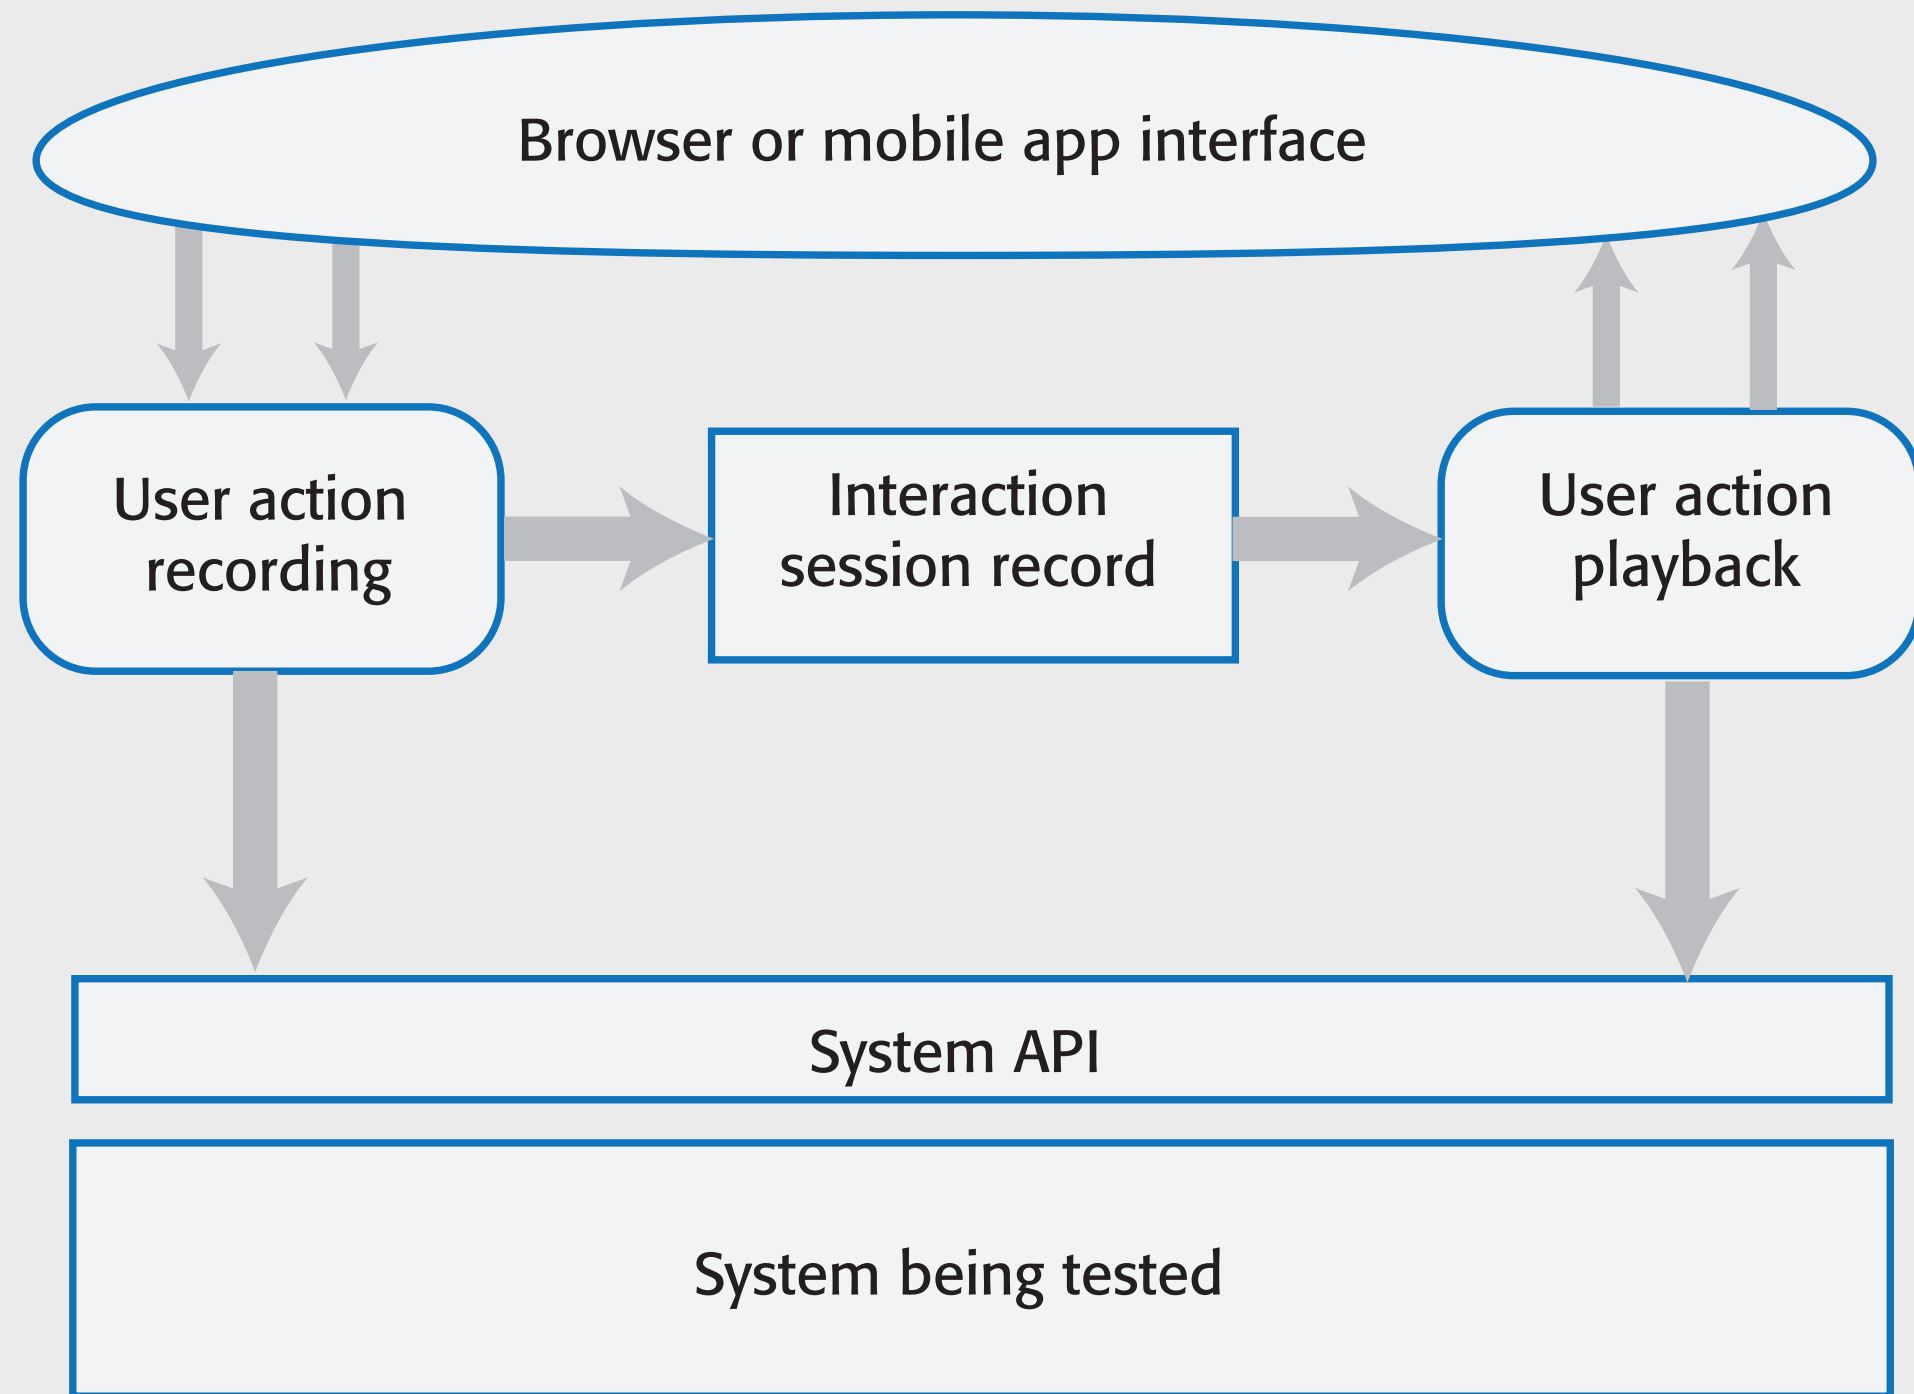 Browser or mobile app interface
User action
recording
Interaction
session record
User action
playback
System API
System being tested